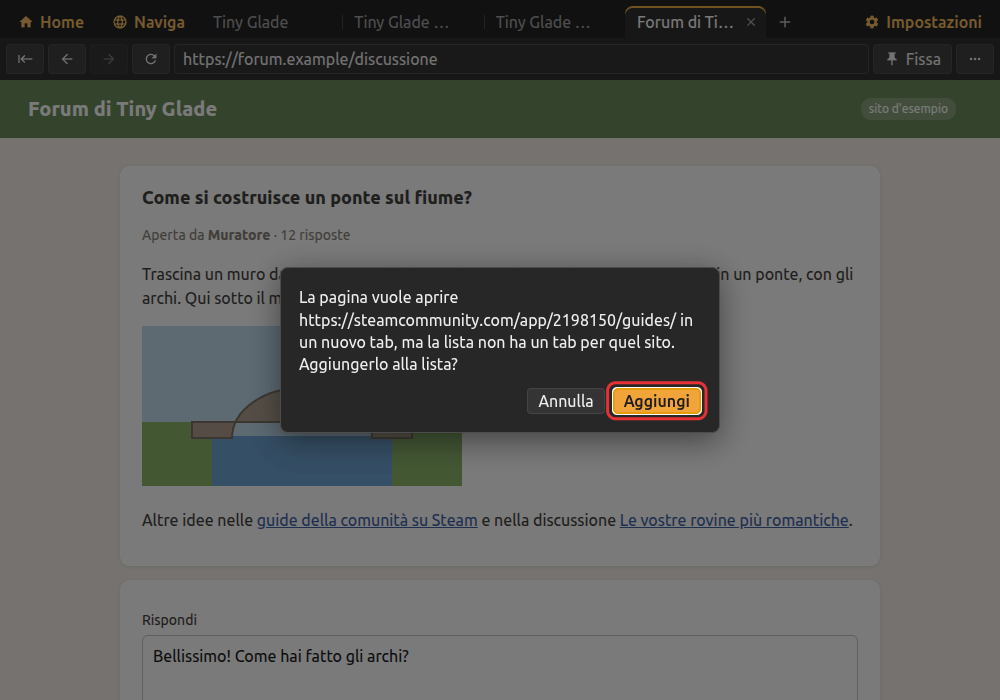 Home
Naviga
Tiny Glade
Tiny Glade ...
Tiny Glade ...
Forum di Ti...
Impostazioni
https://forum.example/discussione
Fissa
Forum di Tiny Glade
sito d'esempio
Come si costruisce un ponte sul fiume?
Aperta da Muratore · 12 risposte
Trascina un muro
in un ponte, con gli
archi. Qui sotto il
La pagina vuole aprire
https://steamcommunity.com/app/2198150/guides/ in
un nuovo tab, ma la lista non ha un tab per quel sito.
Aggiungerlo alla lista?
Annulla
Aggiungi
Altre idee nelle guide della comunità su Steam e nella discussione Le vostre rovine più romantiche.
Rispondi
Bellissimo! Come hai fatto gli archi?